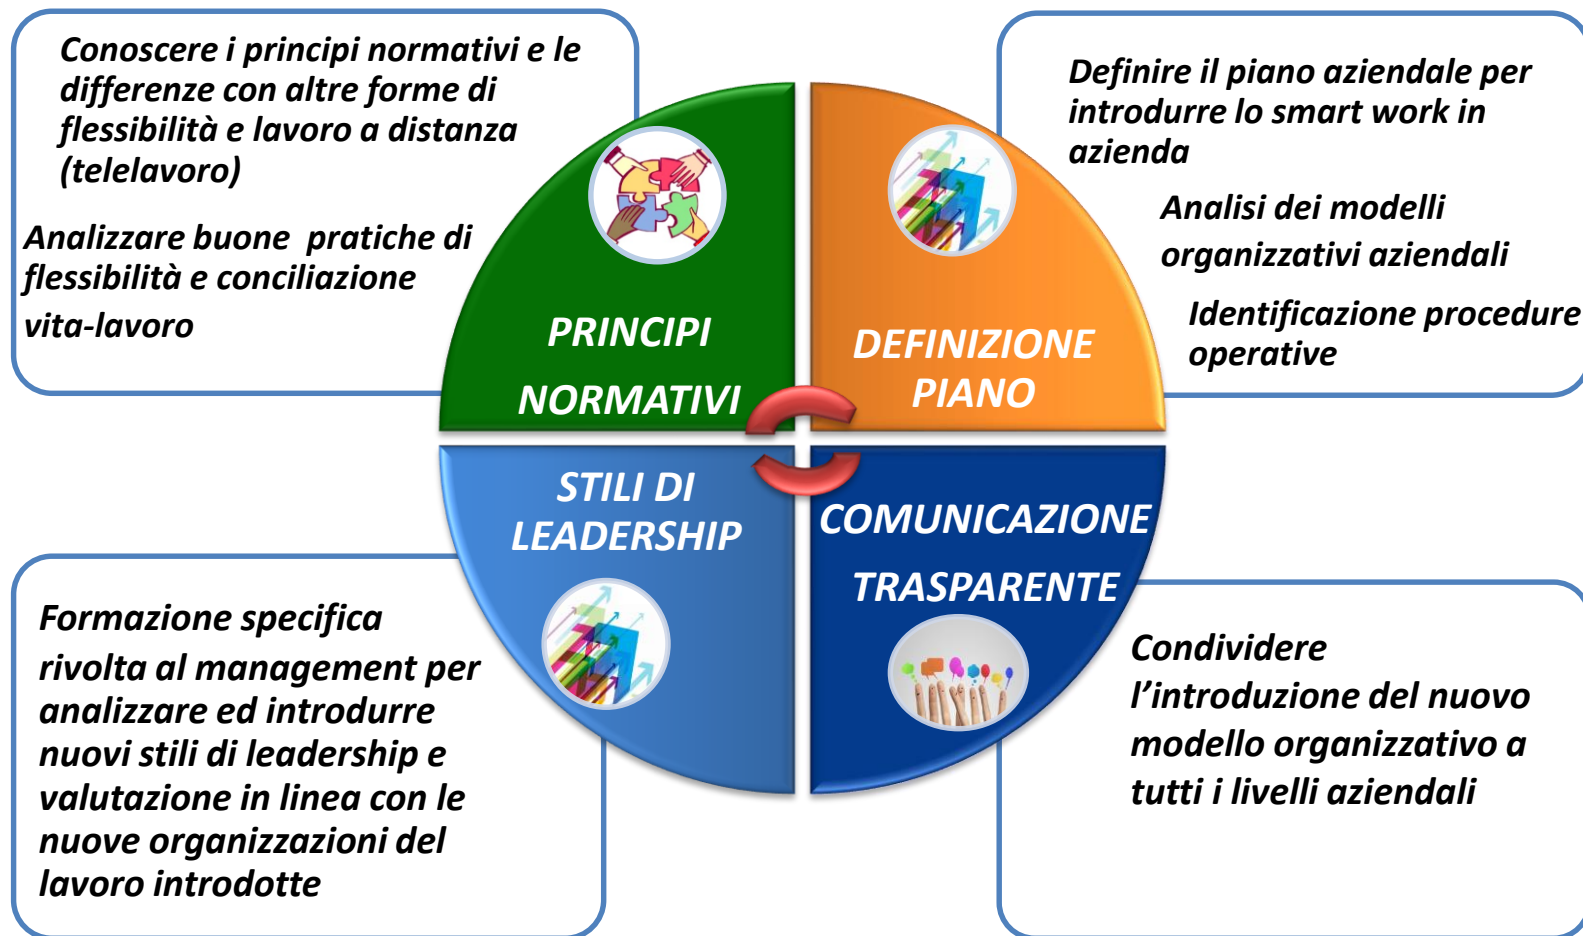 Conoscere i principi normativi e le
differenze con altre forme di
flessibilità e lavoro a distanza
(telelavoro)
Analizzare buone pratiche di
flessibilità e conciliazione
vita-lavoro
Definire il piano aziendale per
introdurre lo smart work in
azienda
Analisi dei modelli
organizzativi aziendali
Identificazione procedure
operative
PRINCIPI
NORMATIVI
DEFINIZIONE
PIANO
STILI DI
LEADERSHIP
COMUNICAZIONE
TRASPARENTE
Formazione specifica
rivolta al management per
analizzare ed introdurre
nuovi stili di leadership e
valutazione in linea con le
nuove organizzazioni del
lavoro introdotte
Condividere
l’introduzione del nuovo
modello organizzativo a
tutti i livelli aziendali